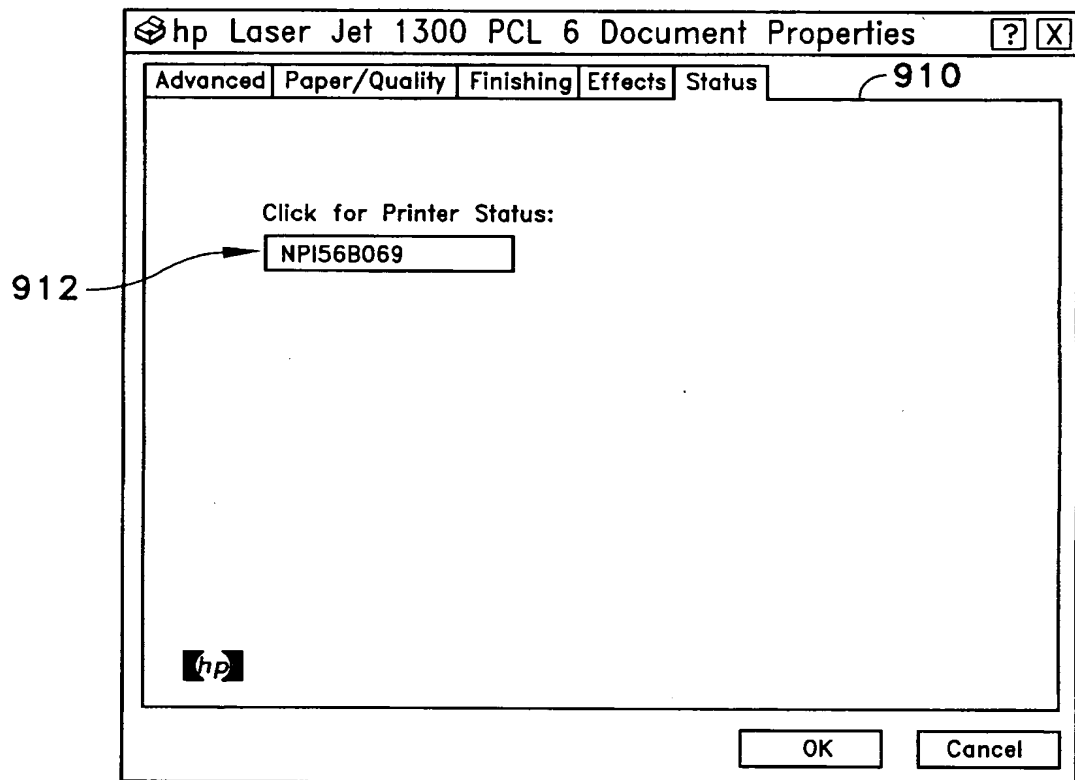 hp Laser Jet 1300 PCL 6 Document Properties ? X
Advanced Paper/Quality Finishing Effects Status 910
Click for Printer Status:
NPI56B069
912
hp
OK Cancel